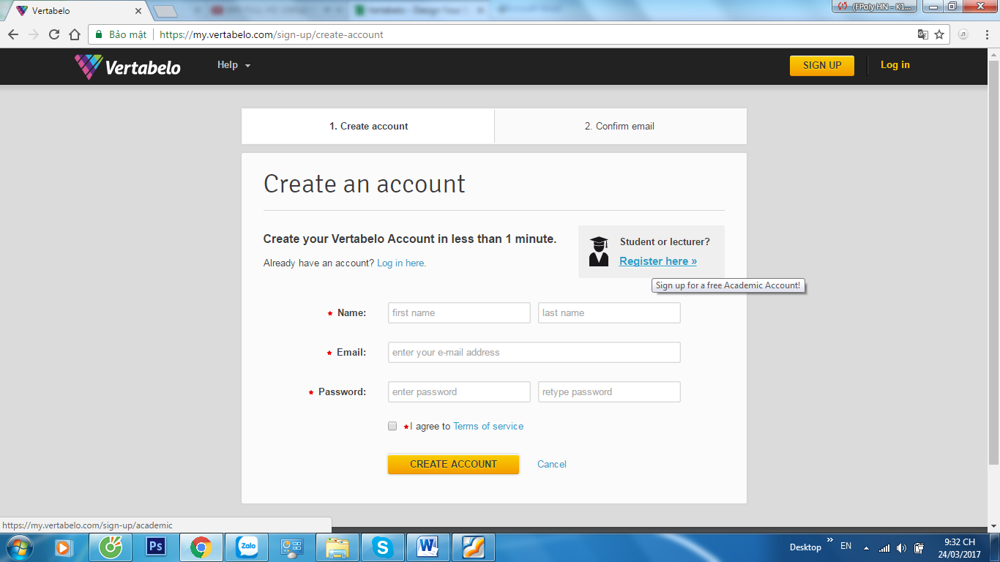 Vertabelo
(FPoly HN - K1...
Bảo mật
https://my.vertabelo.com/sign-up/create-account
Vertabelo
Help
SIGN UP
Log in
1. Create account
2. Confirm email
Create an account
Create your Vertabelo Account in less than 1 minute.
Already have an account? Log in here.
Student or lecturer?
Register here »
Sign up for a free Academic Account!
* Name:
first name
last name
* Email:
enter your e-mail address
* Password:
enter password
retype password
*I agree to Terms of service
CREATE ACCOUNT
Cancel
https://my.vertabelo.com/sign-up/academic
Ps
Zalo
S
W
Desktop
EN
9:32 CH
24/03/2017